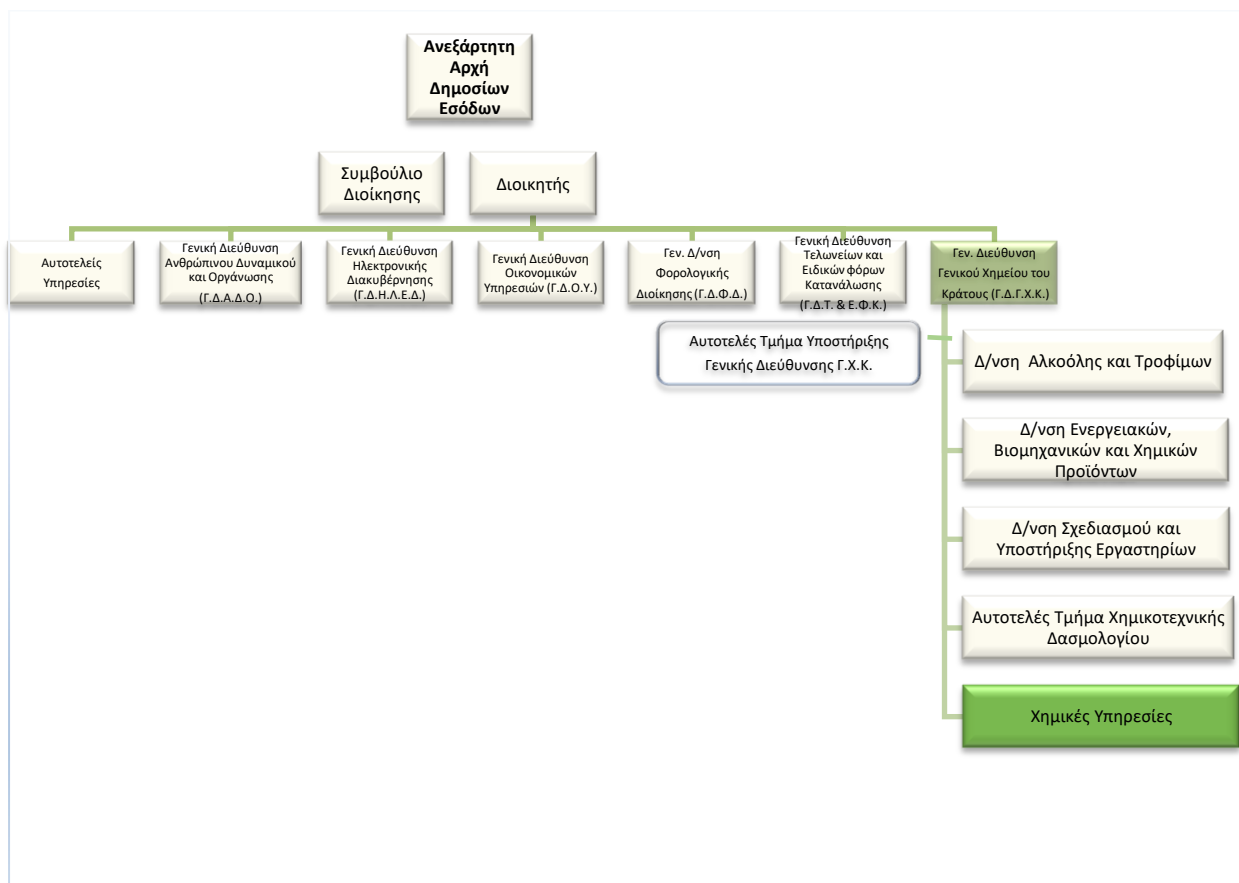 Ανεξάρτητη
Αρχή
Δημοσίων
Εσόδων
Συμβούλιο
Διοίκησης
Διοικητής
Αυτοτελείς
Υπηρεσίες
Γενική Διεύθυνση
Ανθρώπινου Δυναμικού
και Οργάνωσης
(Γ.Δ.Α.Δ.Ο.)
Γενική Διεύθυνση
Ηλεκτρονικής
Διακυβέρνησης
(Γ.Δ.Η.Λ.Ε.Δ.)
Γενική Διεύθυνση
Οικονομικών
Υπηρεσιών (Γ.Δ.Ο.Υ.)
Γεν. Δ/νση
Φορολογικής
Διοίκησης (Γ.Δ.Φ.Δ.)
Γενική Διεύθυνση
Τελωνείων και
Ειδικών φόρων
Κατανάλωσης
(Γ.Δ.Τ. & Ε.Φ.Κ.)
Γεν. Διεύθυνση
Γενικού Χημείου του
Κράτους (Γ.Δ.Γ.Χ.Κ.)
Αυτοτελές Τμήμα Υποστήριξης
Γενικής Διεύθυνσης Γ.Χ.Κ.
Δ/νση Αλκοόλης και Τροφίμων
Δ/νση Ενεργειακών,
Βιομηχανικών και Χημικών
Προϊόντων
Δ/νση Σχεδιασμού και
Υποστήριξης Εργαστηρίων
Αυτοτελές Τμήμα Χημικοτεχνικής
Δασμολογίου
Χημικές Υπηρεσίες